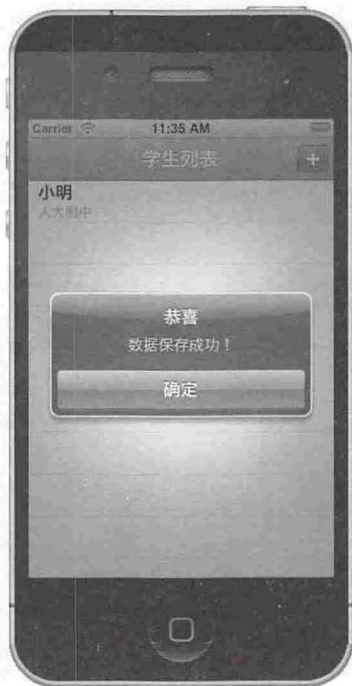 Carrier 11:35 AM
学生列表 +
小明
人大附中
恭喜
数据保存成功！
确定